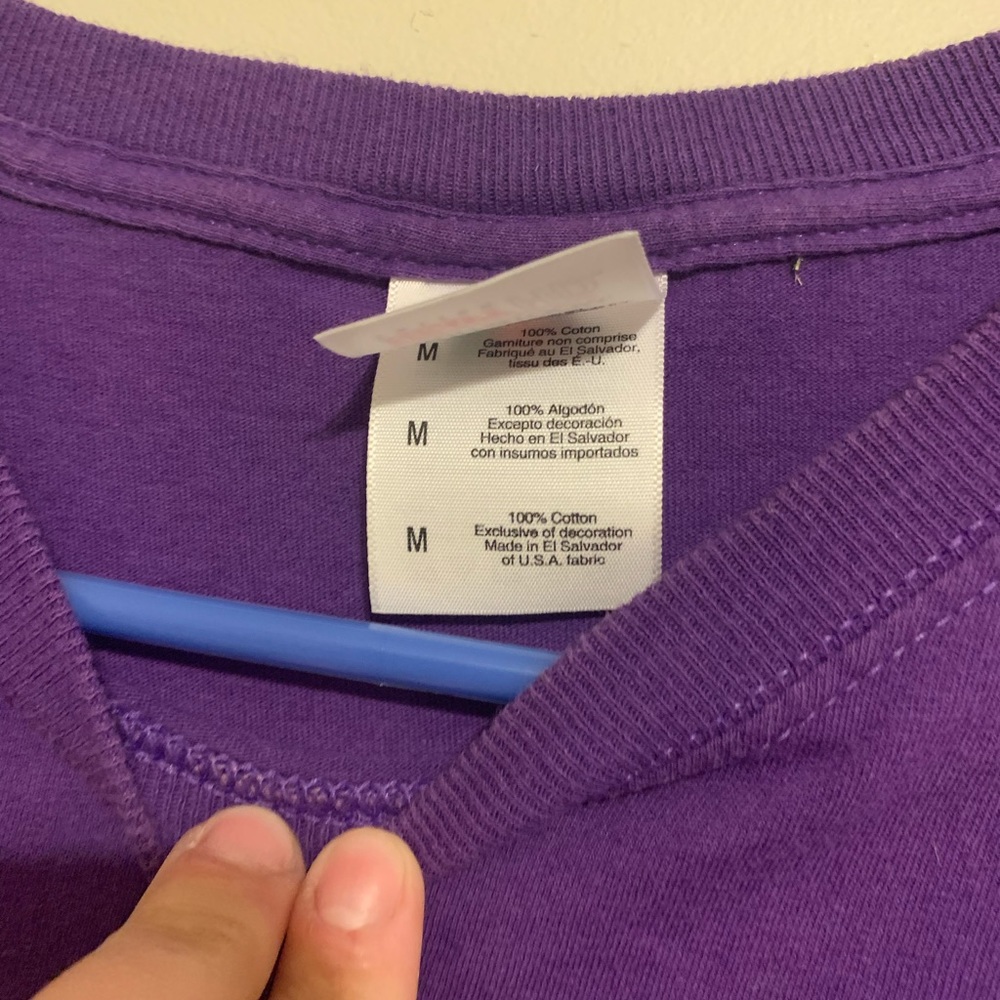 100% Coton
M Garniture non comprise
Fabriqué au El Salvador,
tissu des É.-U.
100% Algodón
M Excepto decoración
Hecho en El Salvador
con insumos importados
100% Cotton
M Exclusive of decoration
Made in El Salvador
of U.S.A. fabric